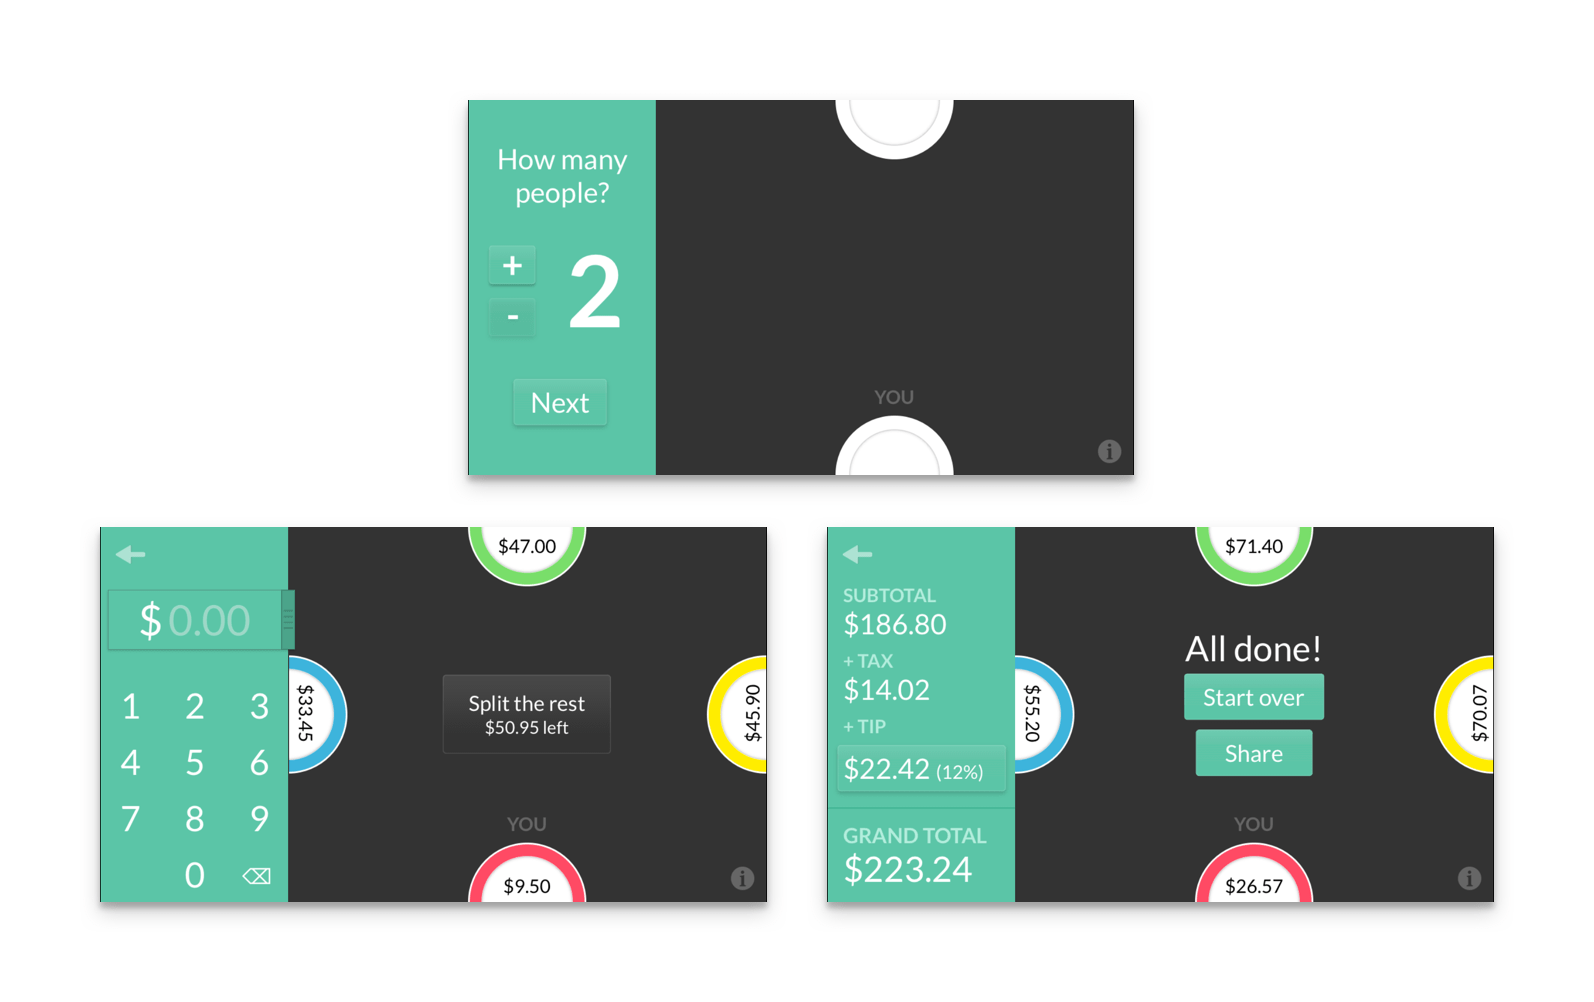 How many
people?
+
2
-
Next
YOU
i
$ 0.00
1 2 3
4 5 6
7 8 9
0
$47.00
$33.45
Split the rest
$50.95 left
$45.90
YOU
$9.50
i
SUBTOTAL
$186.80
+ TAX
$14.02
+ TIP
$22.42 (12%)
GRAND TOTAL
$223.24
$71.40
$55.20
All done!
Start over
Share
$70.07
YOU
$26.57
i